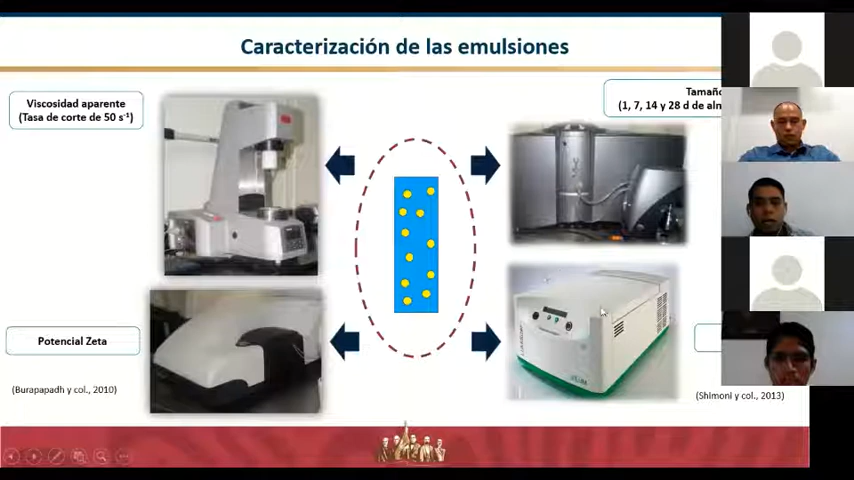 Caracterización de las emulsiones
Viscosidad aparente
(Tasa de corte de 50 s⁻¹)
Tamaño
(1, 7, 14 y 28 d de alm
Potencial Zeta
(Burapapadh y col., 2010)
(Shimoni y col., 2013)